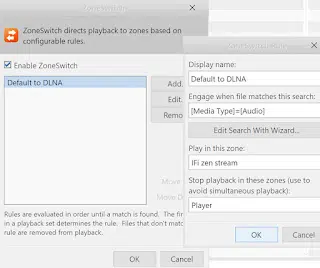 ZoneSwitch
ZoneSwitch directs playback to zones based on
configurable rules.
Enable ZoneSwitch
Default to DLNA
Add.
Edit.
Remo
Move
Move D
Rules are evaluated in order until a match is found. The fir
in a playback set determines the rule. Files that don't match
rule are removed from playback.
OK
Cancel
Display name:
Default to DLNA
Engage when file matches this search:
[Media Type]=[Audio]
Edit Search With Wizard...
Play in this zone:
IFi zen stream
Stop playback in these zones (use to
avoid simultaneous playback):
Player
OK
Cancel